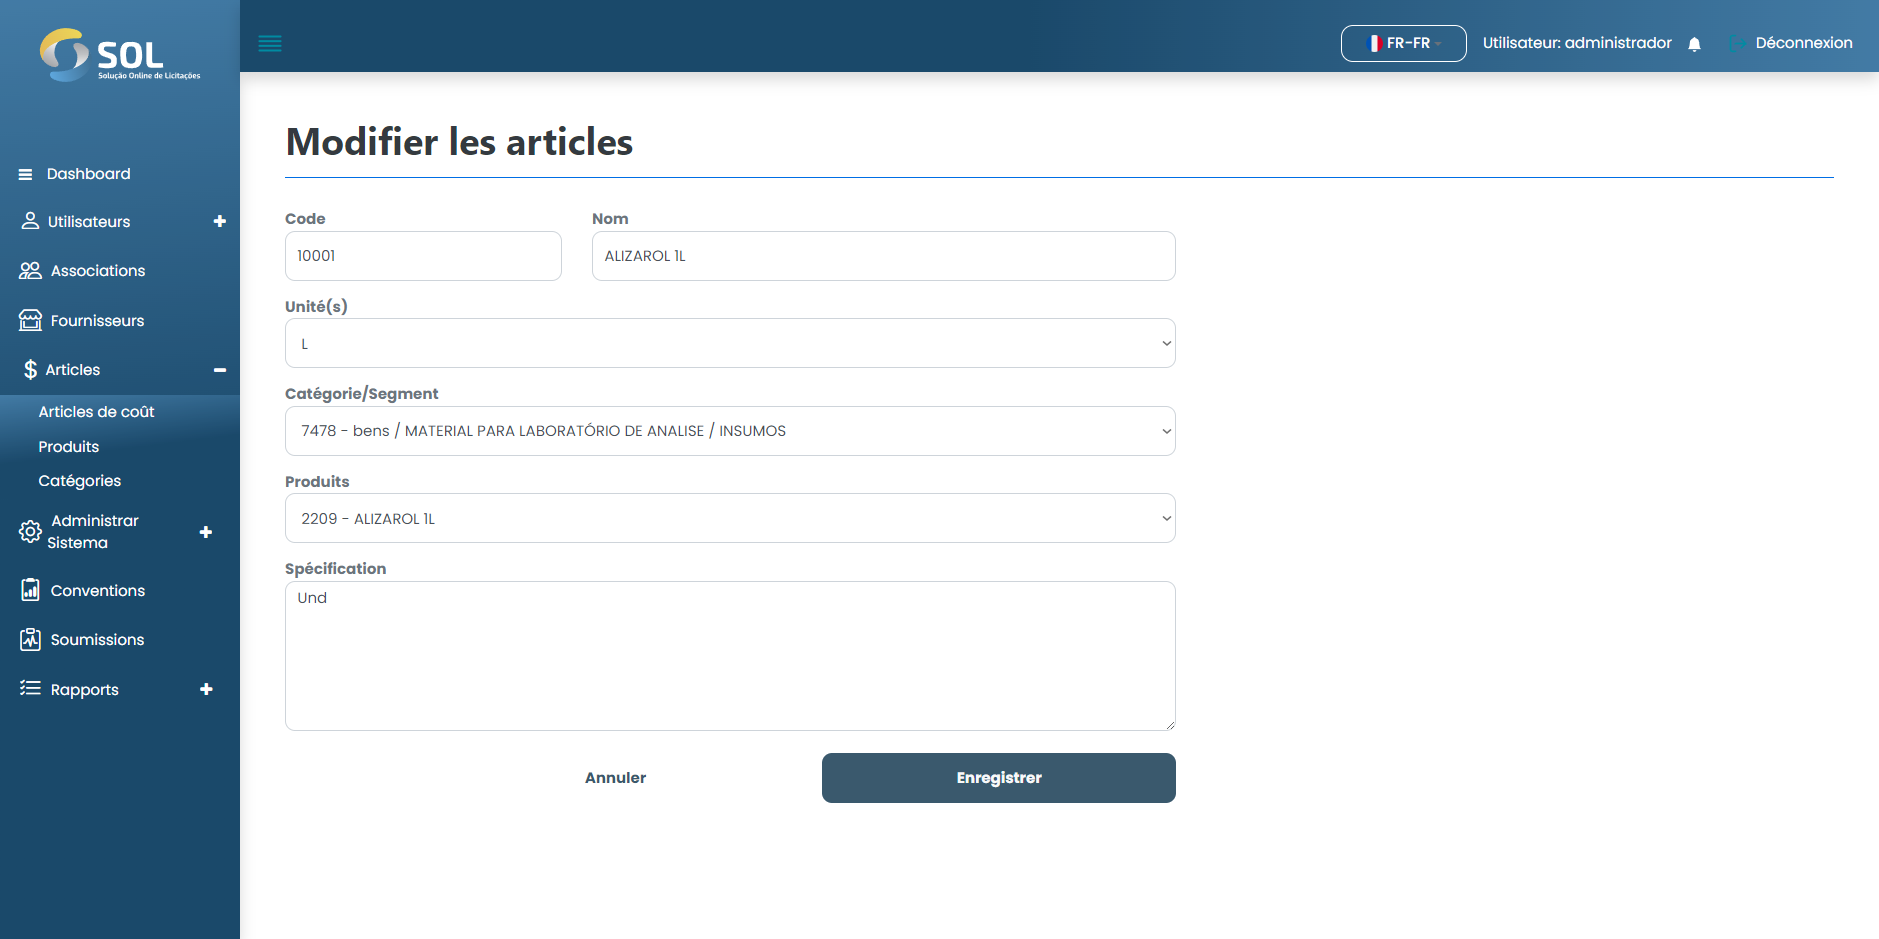 SOL
Solução Online de Licitações
FR-FR
Utilisateur: administrador
Déconnexion
Dashboard
Utilisateurs
Associations
Fournisseurs
Articles
Articles de coût
Produits
Catégories
Administrar
Sistema
Conventions
Soumissions
Rapports
Modifier les articles
Code
Nom
10001
ALIZAROL 1L
Unité(s)
L
Catégorie/Segment
7478 - bens / MATERIAL PARA LABORATÓRIO DE ANALISE / INSUMOS
Produits
2209 - ALIZAROL 1L
Spécification
Und
Annuler
Enregistrer